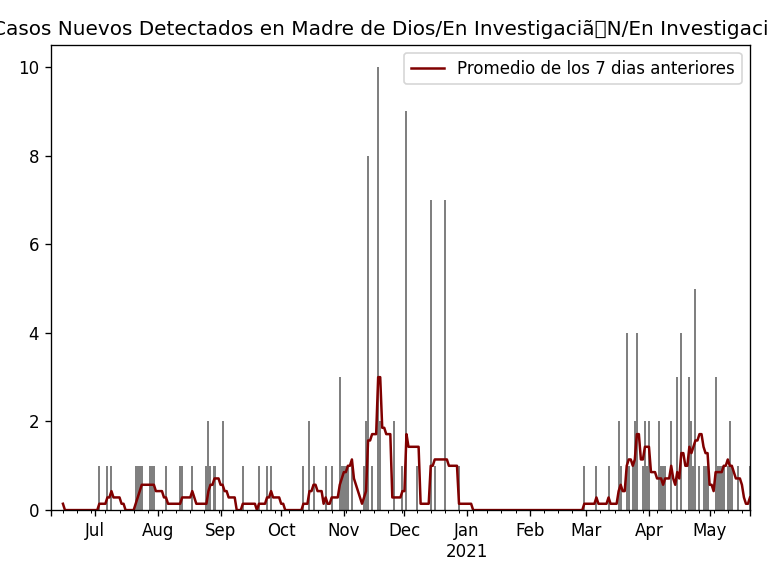 Casos Nuevos Detectados en Madre de Dios/En Investigaciã▯N/En Investigaci
Promedio de los 7 dias anteriores
10
8
6
4
2
0
Jul Aug Sep Oct Nov Dec Jan Feb Mar Apr May
2021